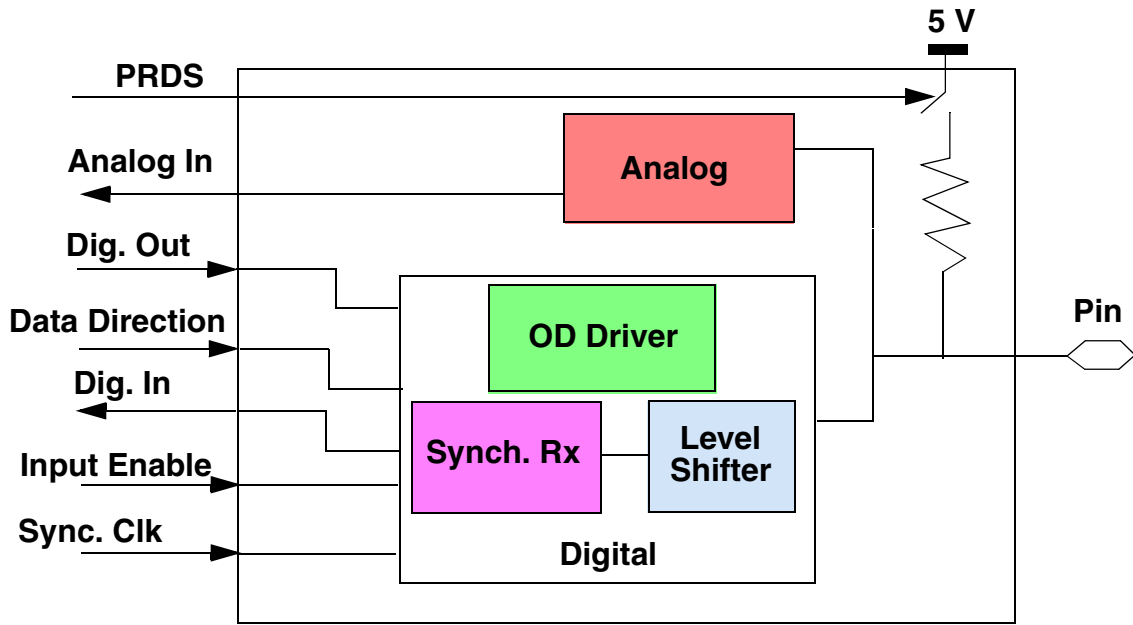 5 V
PRDS
Analog In
Analog
Dig. Out
Data Direction
OD Driver
Pin
Dig. In
Synch. Rx
Level
Shifter
Input Enable
Sync. Clk
Digital